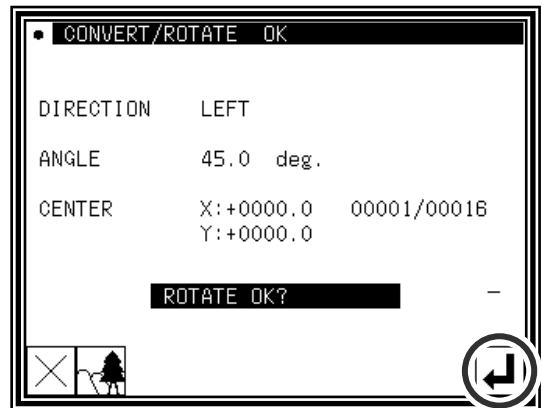 CONVERT/ROTATE OK
DIRECTION LEFT
ANGLE 45.0 deg.
CENTER X:+0000.0 00001/00016
Y:+0000.0
ROTATE OK?